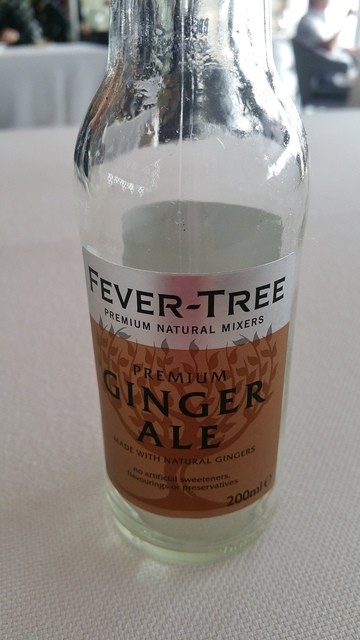 FEVER-TREE
PREMIUM NATURAL MIXERS
PREMIUM
GINGER
ALE
MADE WITH NATURAL GINGERS
no artificial sweeteners,
flavourings or preservatives
200ml ℮